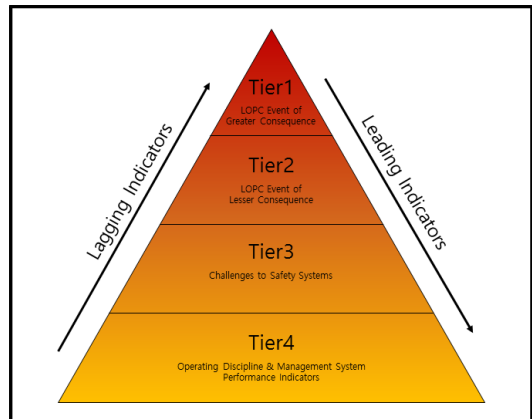 Tier1
LOPC Event of
Greater Consequence
Tier2
LOPC Event of
Lesser Consequence
Tier3
Challenges to Safety Systems
Tier4
Operating Discipline & Management System
Performance Indicators
Lagging Indicators
Leading Indicators